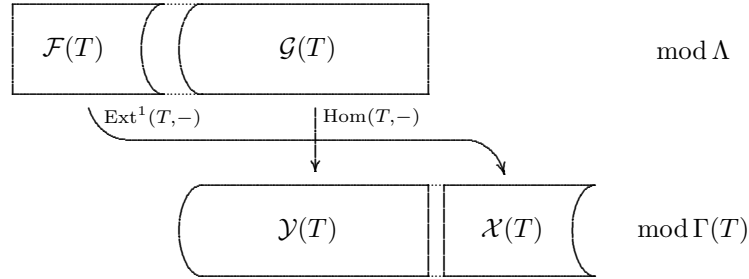 𝓕(T) 𝓖(T) mod Λ
Ext¹(T,−) Hom(T,−)
𝓨(T) 𝓧(T) mod Γ(T)